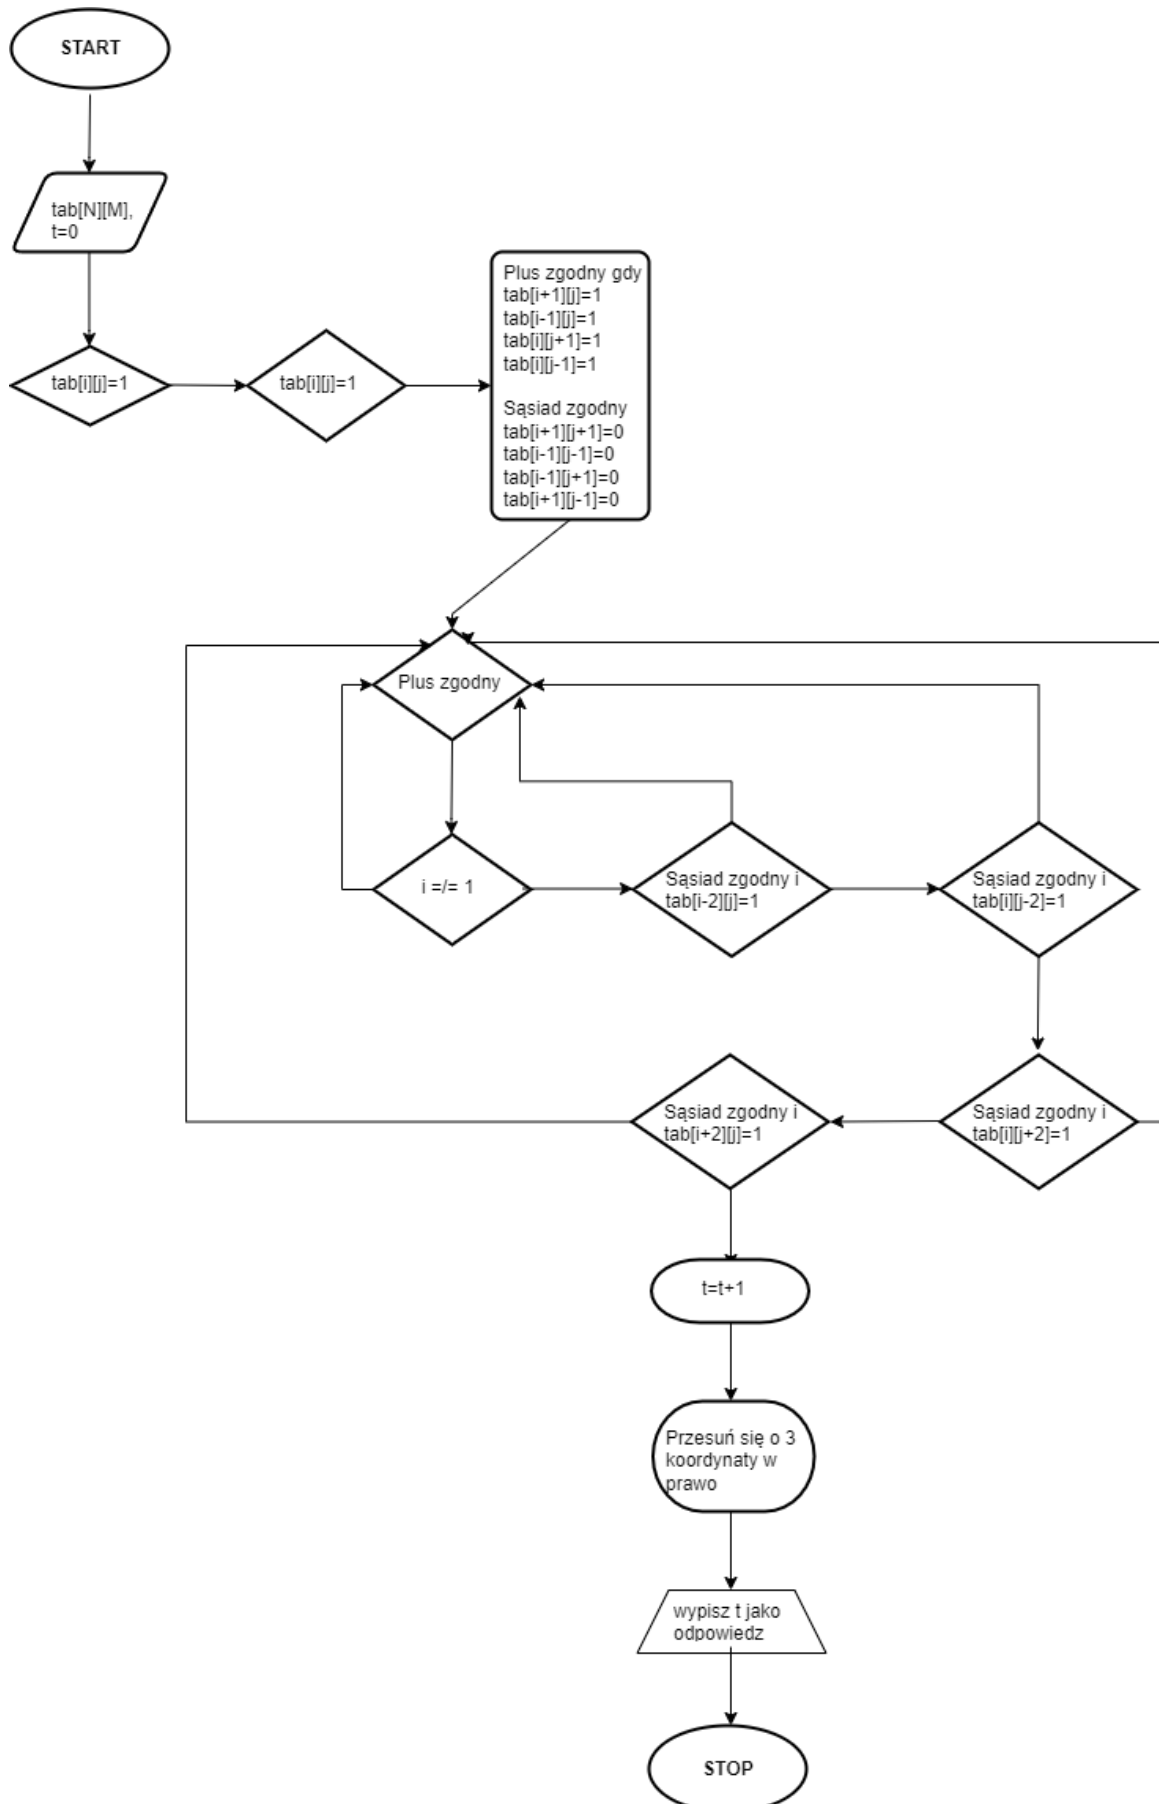 START
tab[N][M],
t=0
tab[i][j]=1
tab[i][j]=1
Plus zgodny gdy
tab[i+1][j]=1
tab[i-1][j]=1
tab[i][j+1]=1
tab[i][j-1]=1
Sąsiad zgodny
tab[i+1][j+1]=0
tab[i-1][j-1]=0
tab[i-1][j+1]=0
tab[i+1][j-1]=0
Plus zgodny
i =/= 1
Sąsiad zgodny i
tab[i-2][j]=1
Sąsiad zgodny i
tab[i][j-2]=1
Sąsiad zgodny i
tab[i+2][j]=1
Sąsiad zgodny i
tab[i][j+2]=1
t=t+1
Przesuń się o 3
koordynaty w
prawo
wypisz t jako
odpowiedz
STOP